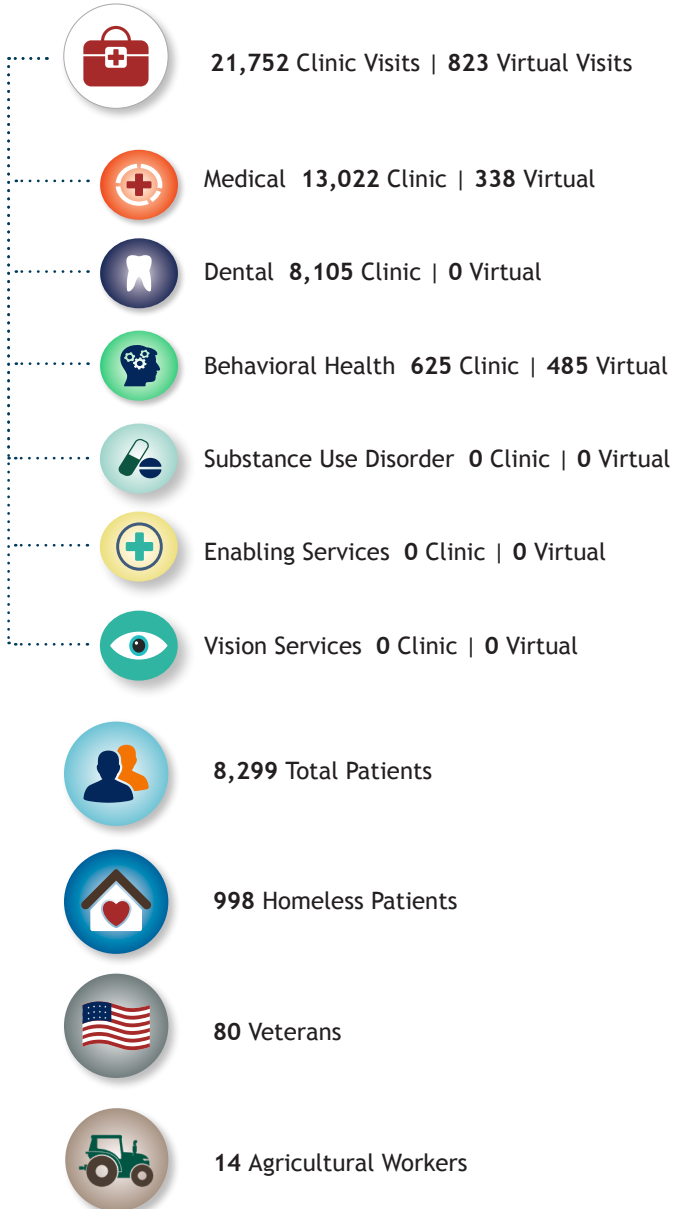 21,752 Clinic Visits | 823 Virtual Visits
Medical 13,022 Clinic | 338 Virtual
Dental 8,105 Clinic | 0 Virtual
Behavioral Health 625 Clinic | 485 Virtual
Substance Use Disorder 0 Clinic | 0 Virtual
Enabling Services 0 Clinic | 0 Virtual
Vision Services 0 Clinic | 0 Virtual
8,299 Total Patients
998 Homeless Patients
80 Veterans
14 Agricultural Workers